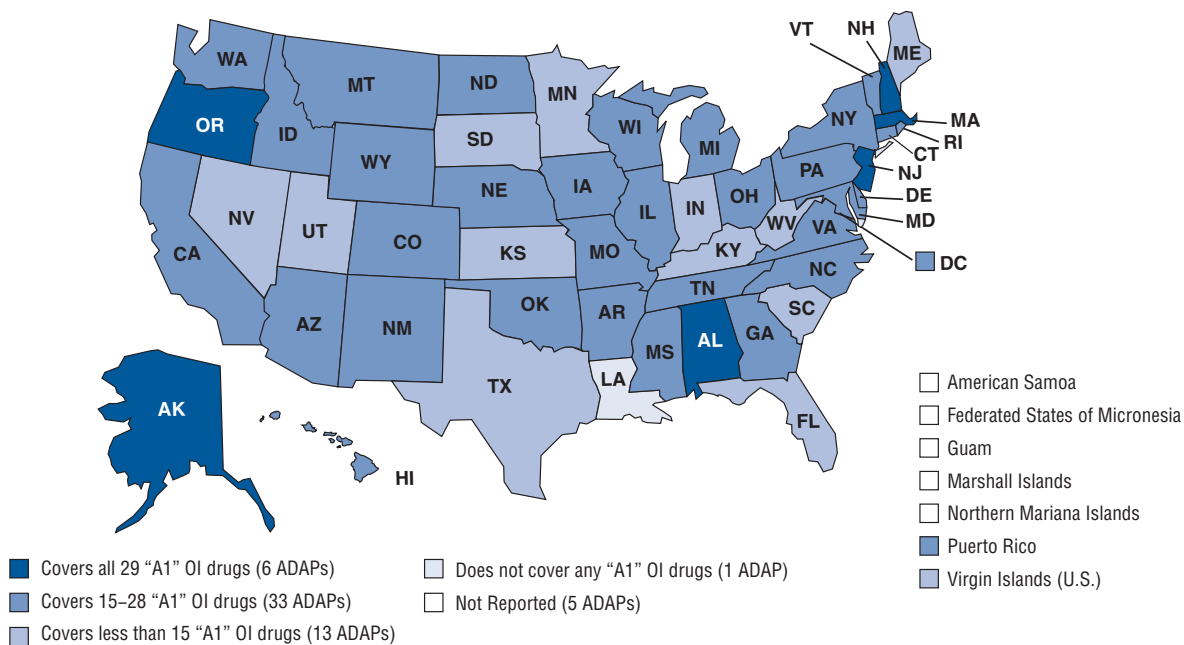 VT NH
WA ME
MT ND
MN
OR ID SD WI NY MA
MI RI
WY CT
IA PA NJ
NE OH DE
NV IL IN MD
UT WV VA
CA CO KS MO KY DC
NC
TN
OK
AZ NM AR SC
MS AL GA
TX LA
AK FL
HI
American Samoa
Federated States of Micronesia
Guam
Marshall Islands
Northern Mariana Islands
Puerto Rico
Virgin Islands (U.S.)
Covers all 29 “A1” OI drugs (6 ADAPs)
Covers 15–28 “A1” OI drugs (33 ADAPs)
Covers less than 15 “A1” OI drugs (13 ADAPs)
Does not cover any “A1” OI drugs (1 ADAP)
Not Reported (5 ADAPs)